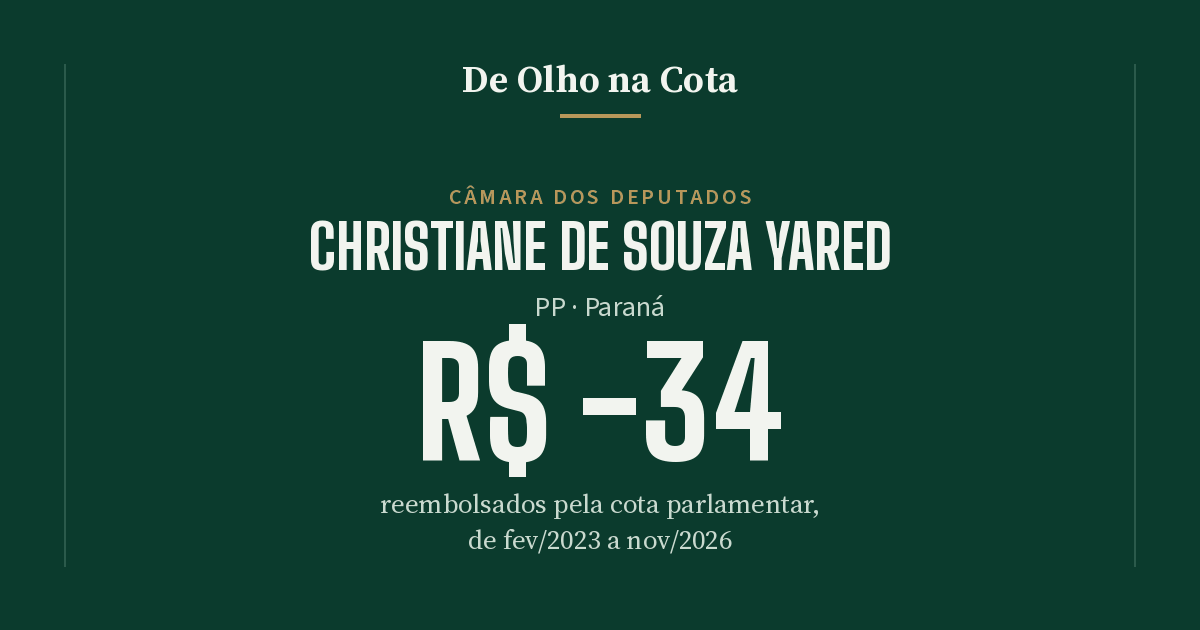 De Olho na Cota
CÂMARA DOS DEPUTADOS
CHRISTIANE DE SOUZA YARED
PP · Paraná
R$ -34
reembolsados pela cota parlamentar,
de fev/2023 a nov/2026